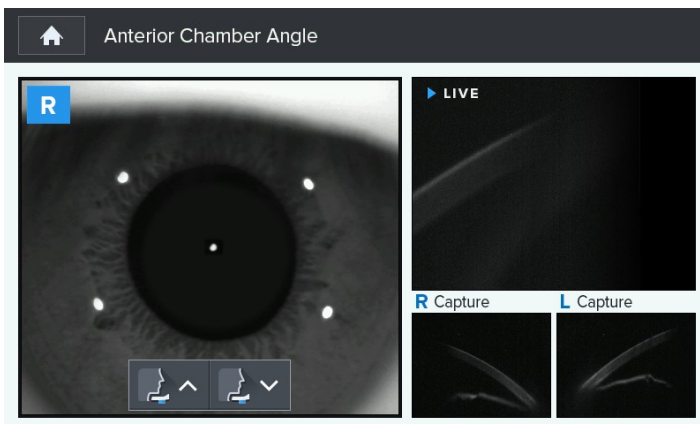 Anterior Chamber Angle
R
LIVE
R Capture
L Capture